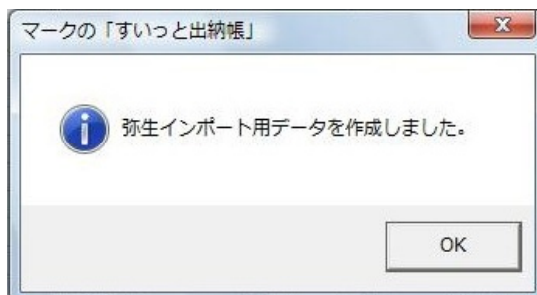 マークの「すいっと出納帳」
弥生インポート用データを作成しました。
OK